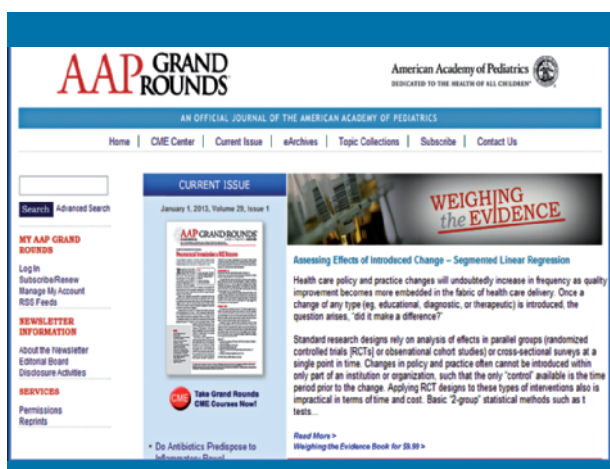 AAP GRAND ROUNDS
American Academy of Pediatrics
DEDICATED TO THE HEALTH OF ALL CHILDREN
AN OFFICIAL JOURNAL OF THE AMERICAN ACADEMY OF PEDIATRICS
Home | CME Center | Current Issue | eArchives | Topic Collections | Subscribe | Contact Us
Search Advanced Search
MY AAP GRAND
ROUNDS
Log In
Subscribe/Renew
Manage My Account
RSS Feeds
NEWSLETTER
INFORMATION
About the Newsletter
Editorial Board
Disclosure Activities
SERVICES
Permissions
Reprints
CURRENT ISSUE
January 1, 2013, Volume 29, Issue 1
AAP GRAND ROUNDS
CME
Take Grand Rounds
CME Courses Now!
• Do Antibiotics Predispose to
Inflammatory Bowel
WEIGHING
the EVIDENCE
Assessing Effects of Introduced Change – Segmented Linear Regression
Health care policy and practice changes will undoubtedly increase in frequency as quality
improvement becomes more embedded in the fabric of health care delivery. Once a
change of any type (eg, educational, diagnostic, or therapeutic) is introduced, the
question arises, "did it make a difference?"
Standard research designs rely on analysis of effects in parallel groups (randomized
controlled trials [RCTs] or observational cohort studies) or cross-sectional surveys at a
single point in time. Changes in policy and practice often cannot be introduced within
only part of an institution or organization, such that the only "control" available is the time
period prior to the change. Applying RCT designs to these types of interventions also is
impractical in terms of time and cost. Basic "2-group" statistical methods such as t
tests...
Read More >
Weighing the Evidence Book for $9.99 >